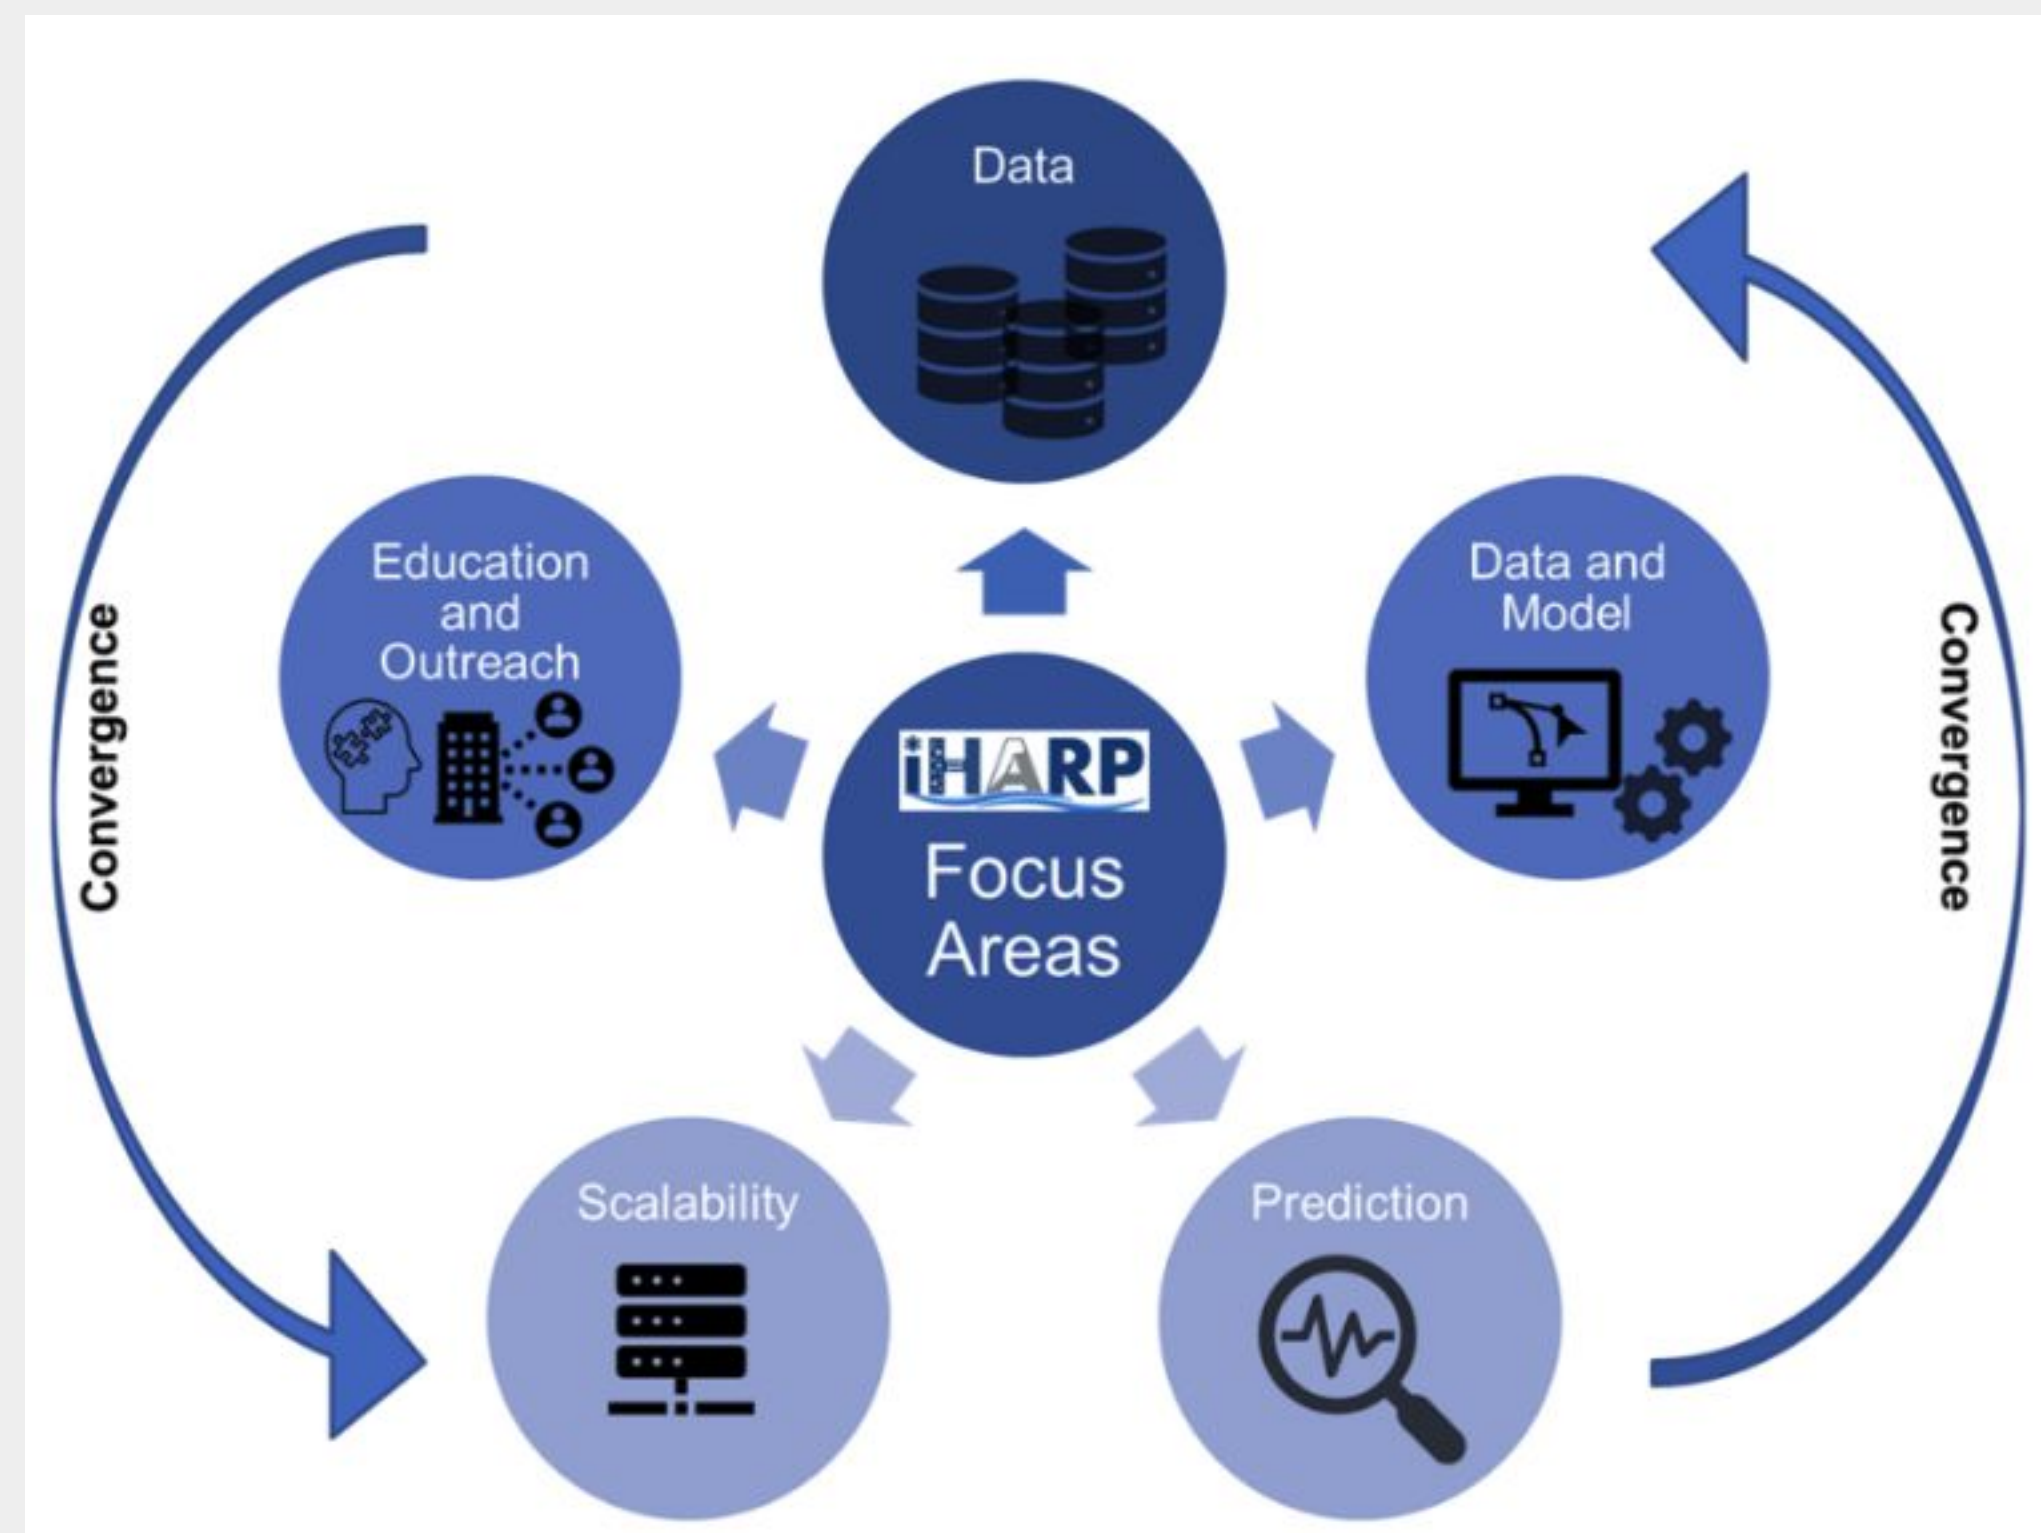 Data
Education
and
Outreach
Data and
Model
Convergence
Convergence
iHARP
Focus
Areas
Scalability
Prediction